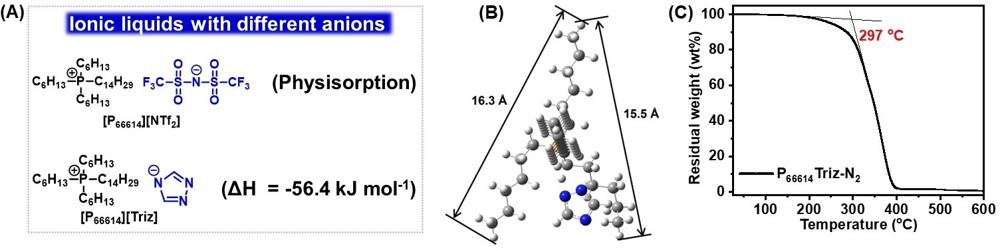 (A)
Ionic liquids with different anions
C₆H₁₃
⊕
C₆H₁₃–P–C₁₄H₂₉
C₆H₁₃
O O
⊖
F₃C–S–N–S–CF₃
O O
(Physisorption)
[P₆₆₆₁₄][NTf₂]
C₆H₁₃
⊕
C₆H₁₃–P–C₁₄H₂₉
C₆H₁₃
⊖
N N
N
(ΔH = -56.4 kJ mol⁻¹)
[P₆₆₆₁₄][Triz]
(B)
16.3 Å
15.5 Å
(C)
Residual weight (wt%)
100
80
60
40
20
0
297 °C
P₆₆₆₁₄Triz-N₂
100 200 300 400 500 600
Temperature (°C)